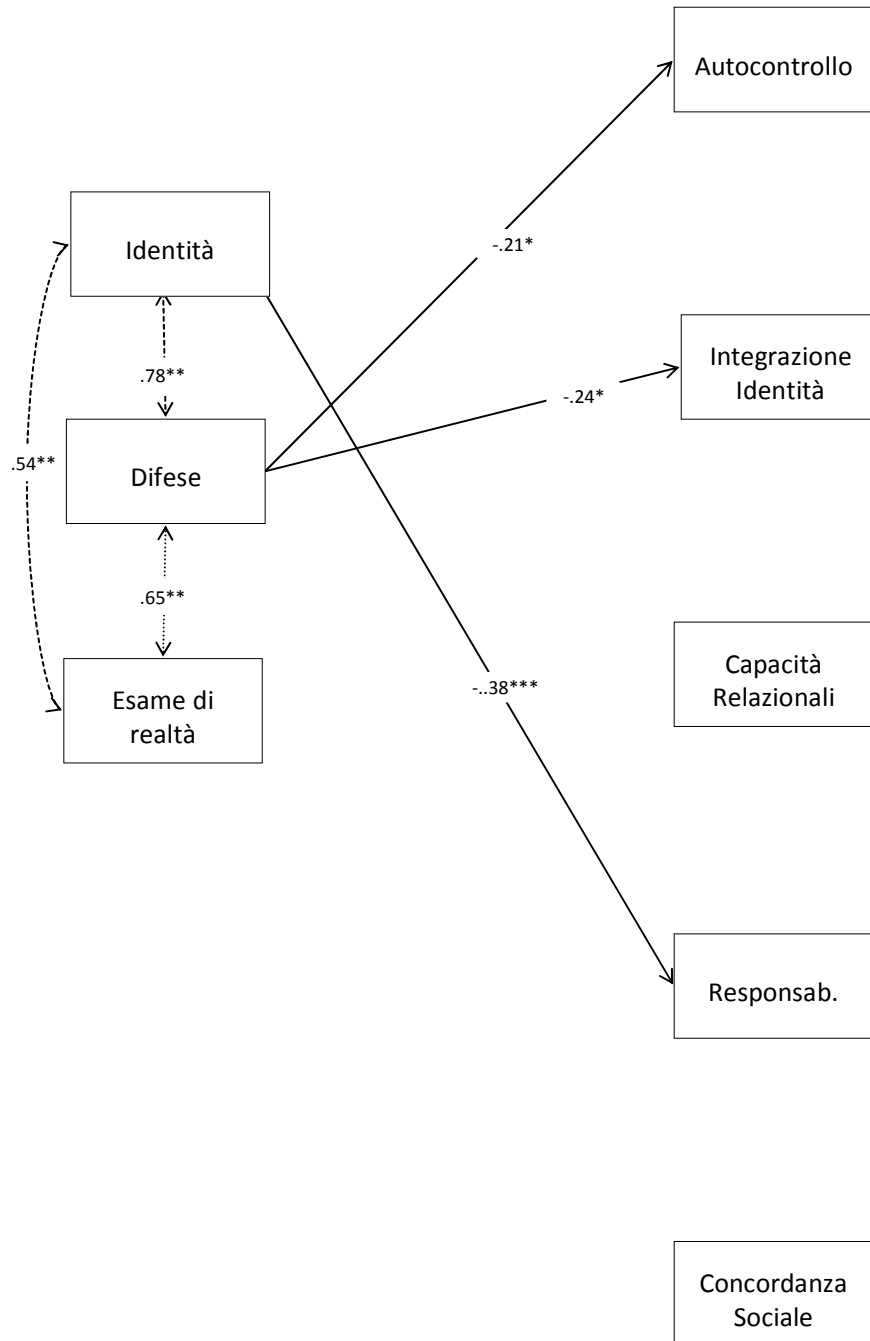 Autocontrollo
Identità
-.21*
Integrazione
Identità
.78**
-.24*
.54**
Difese
.65**
Capacità
Relazionali
-..38***
Esame di
realtà
Responsab.
Concordanza
Sociale